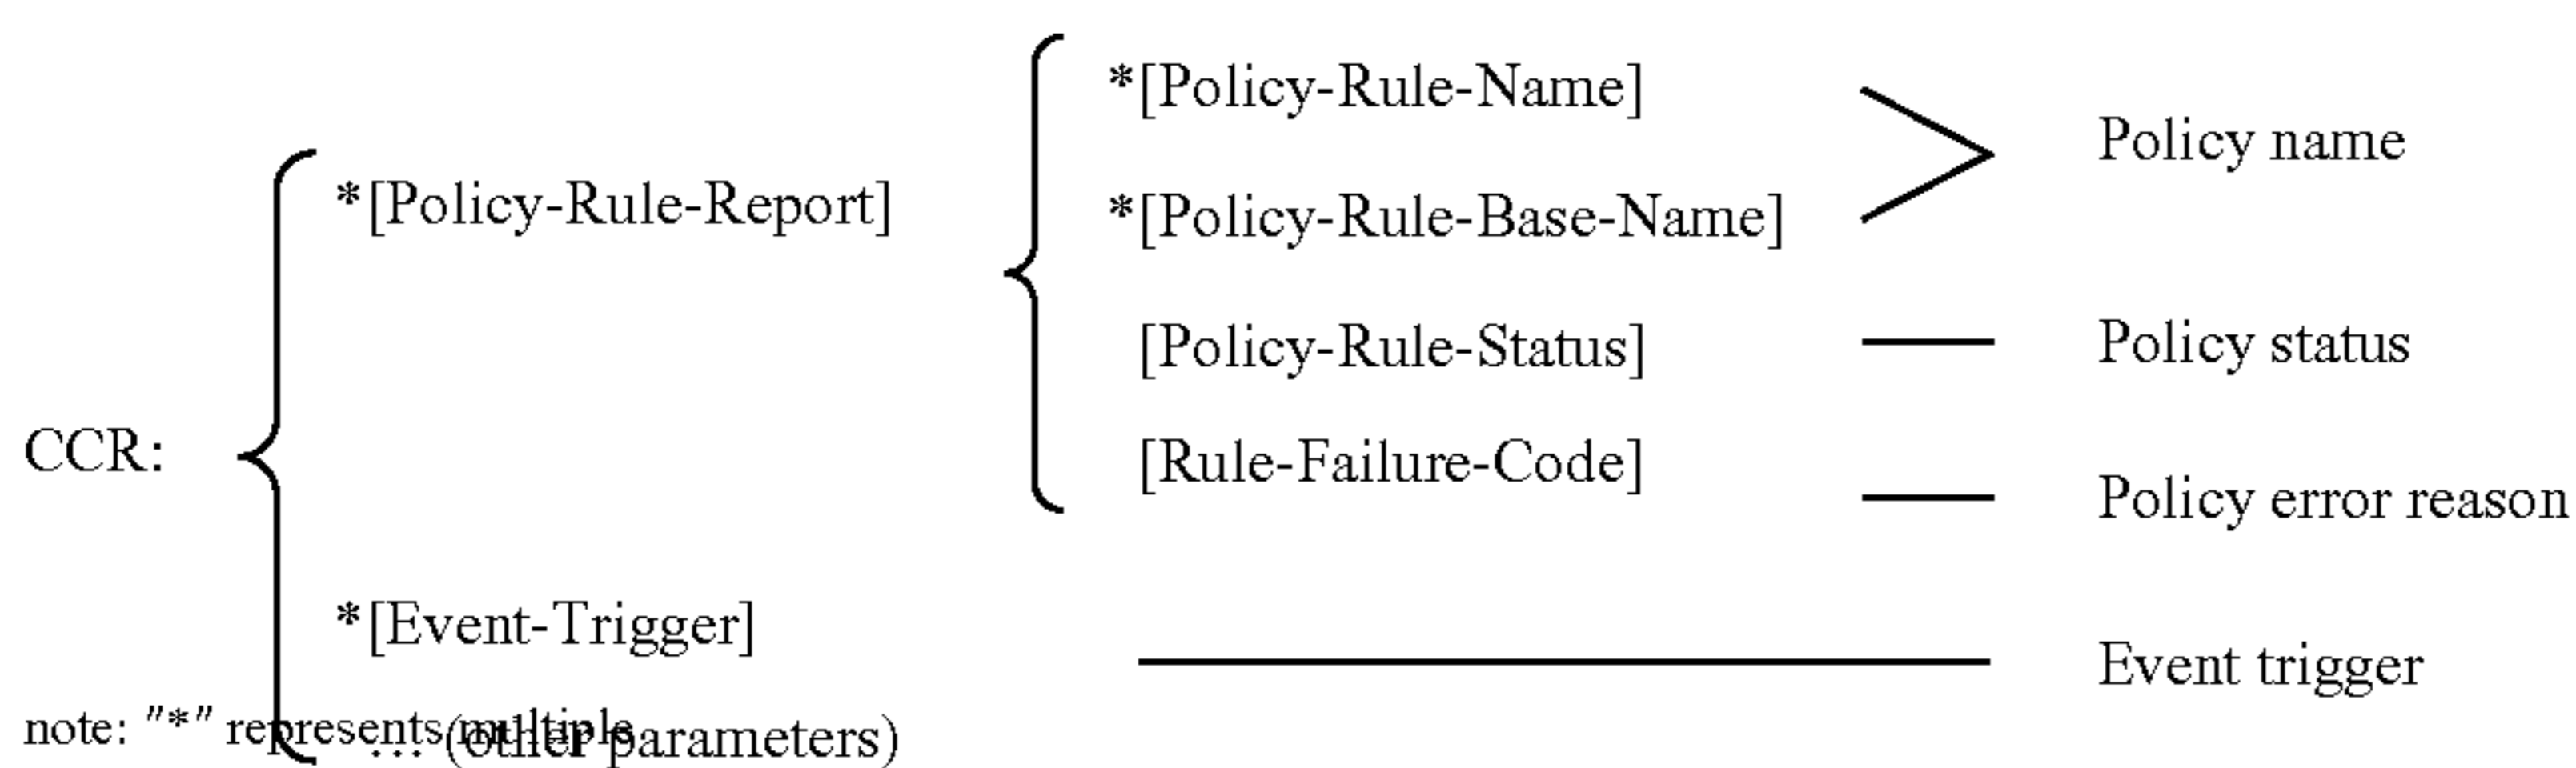 *[Policy-Rule-Name]
Policy name
*[Policy-Rule-Report]
*[Policy-Rule-Base-Name]
[Policy-Rule-Status]
Policy status
CCR:
[Rule-Failure-Code]
Policy error reason
*[Event-Trigger]
Event trigger
note: "*" represents multiple
... (other parameters)